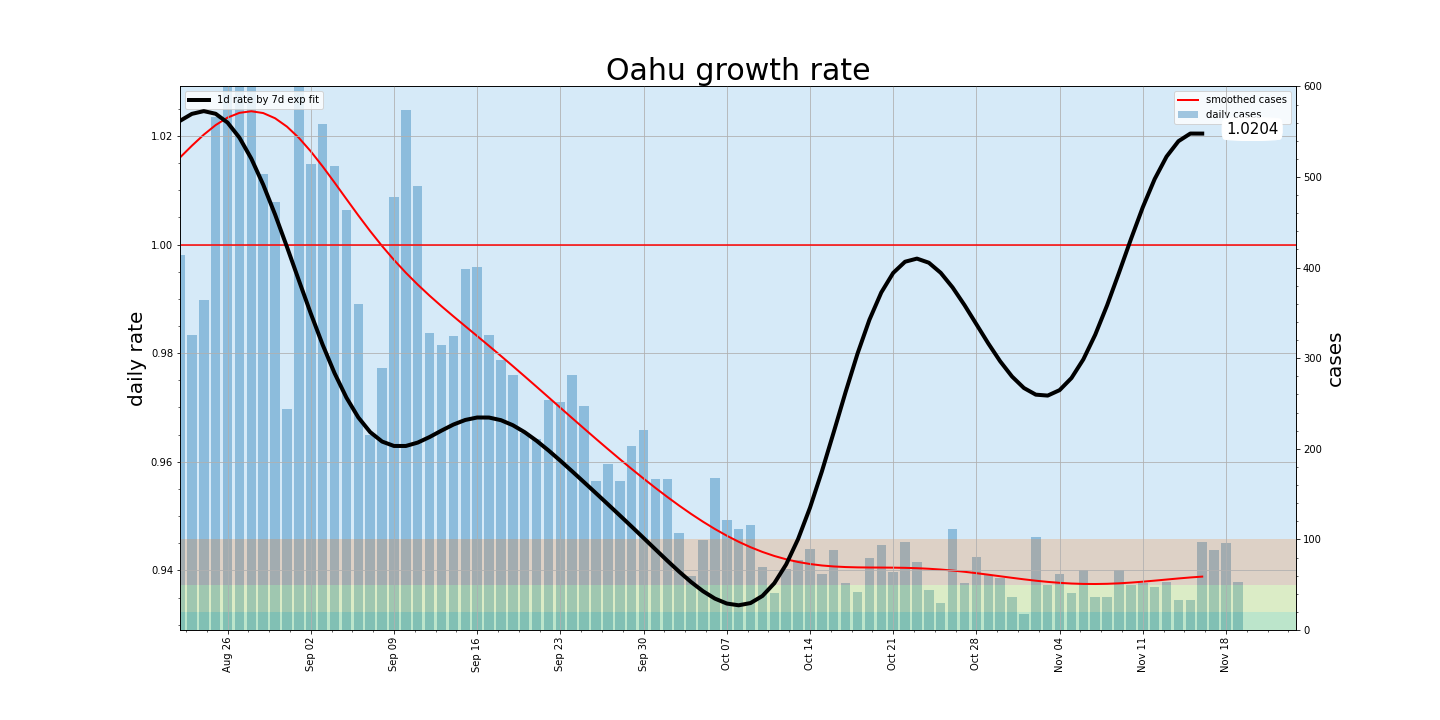 Oahu growth rate
1d rate by 7d exp fit
smoothed cases
daily cases
1.0204
daily rate
1.02
1.00
0.98
0.96
0.94
600
500
400
300
200
100
0
cases
Aug 26
Sep 02
Sep 09
Sep 16
Sep 23
Sep 30
Oct 07
Oct 14
Oct 21
Oct 28
Nov 04
Nov 11
Nov 18